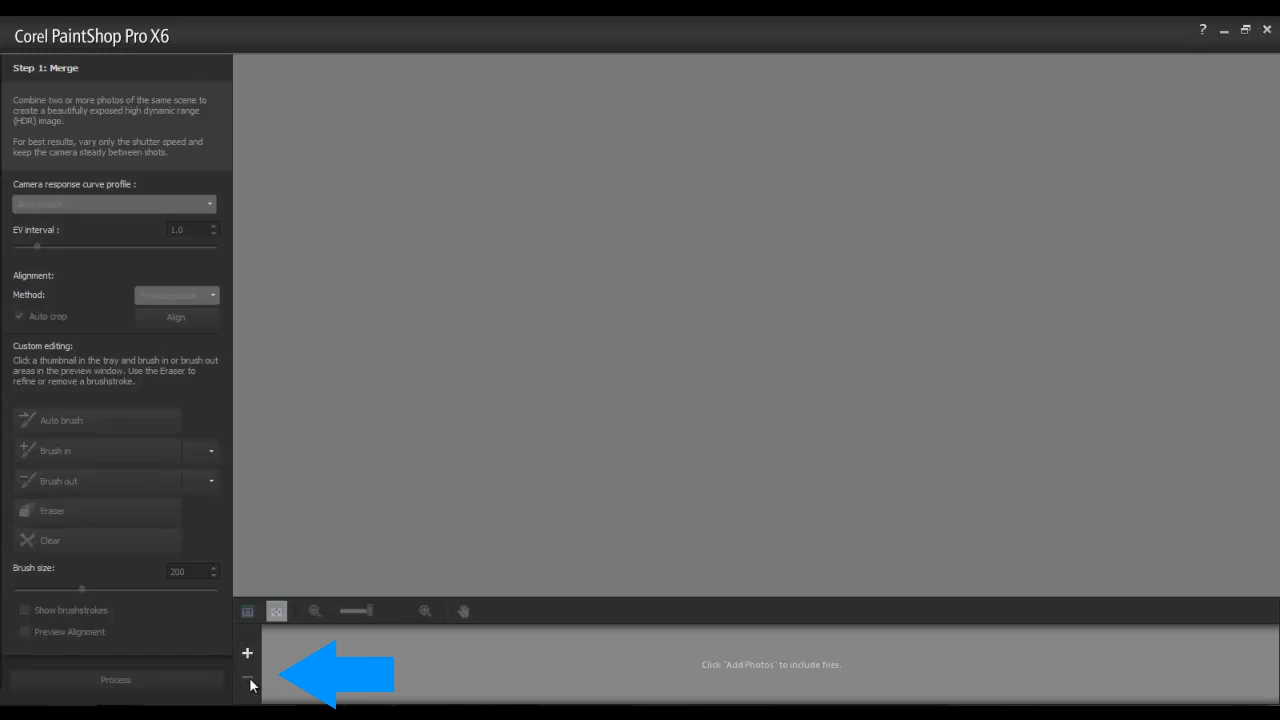 Corel PaintShop Pro X6
?
Step 1: Merge
Combine two or more photos of the same scene to
create a beautifully exposed high dynamic range
(HDR) image.
For best results, vary only the shutter speed and
keep the camera steady between shots.
Camera response curve profile :
EV interval :
1.0
Alignment:
Method:
Auto crop
Align
Custom editing:
Click a thumbnail in the tray and brush in or brush out
areas in the preview window. Use the Eraser to
refine or remove a brushstroke.
Auto brush
Brush in
Brush out
Eraser
Clear
Brush size:
200
Show brushstrokes
Preview Alignment
Process
Click "Add Photos" to include files.